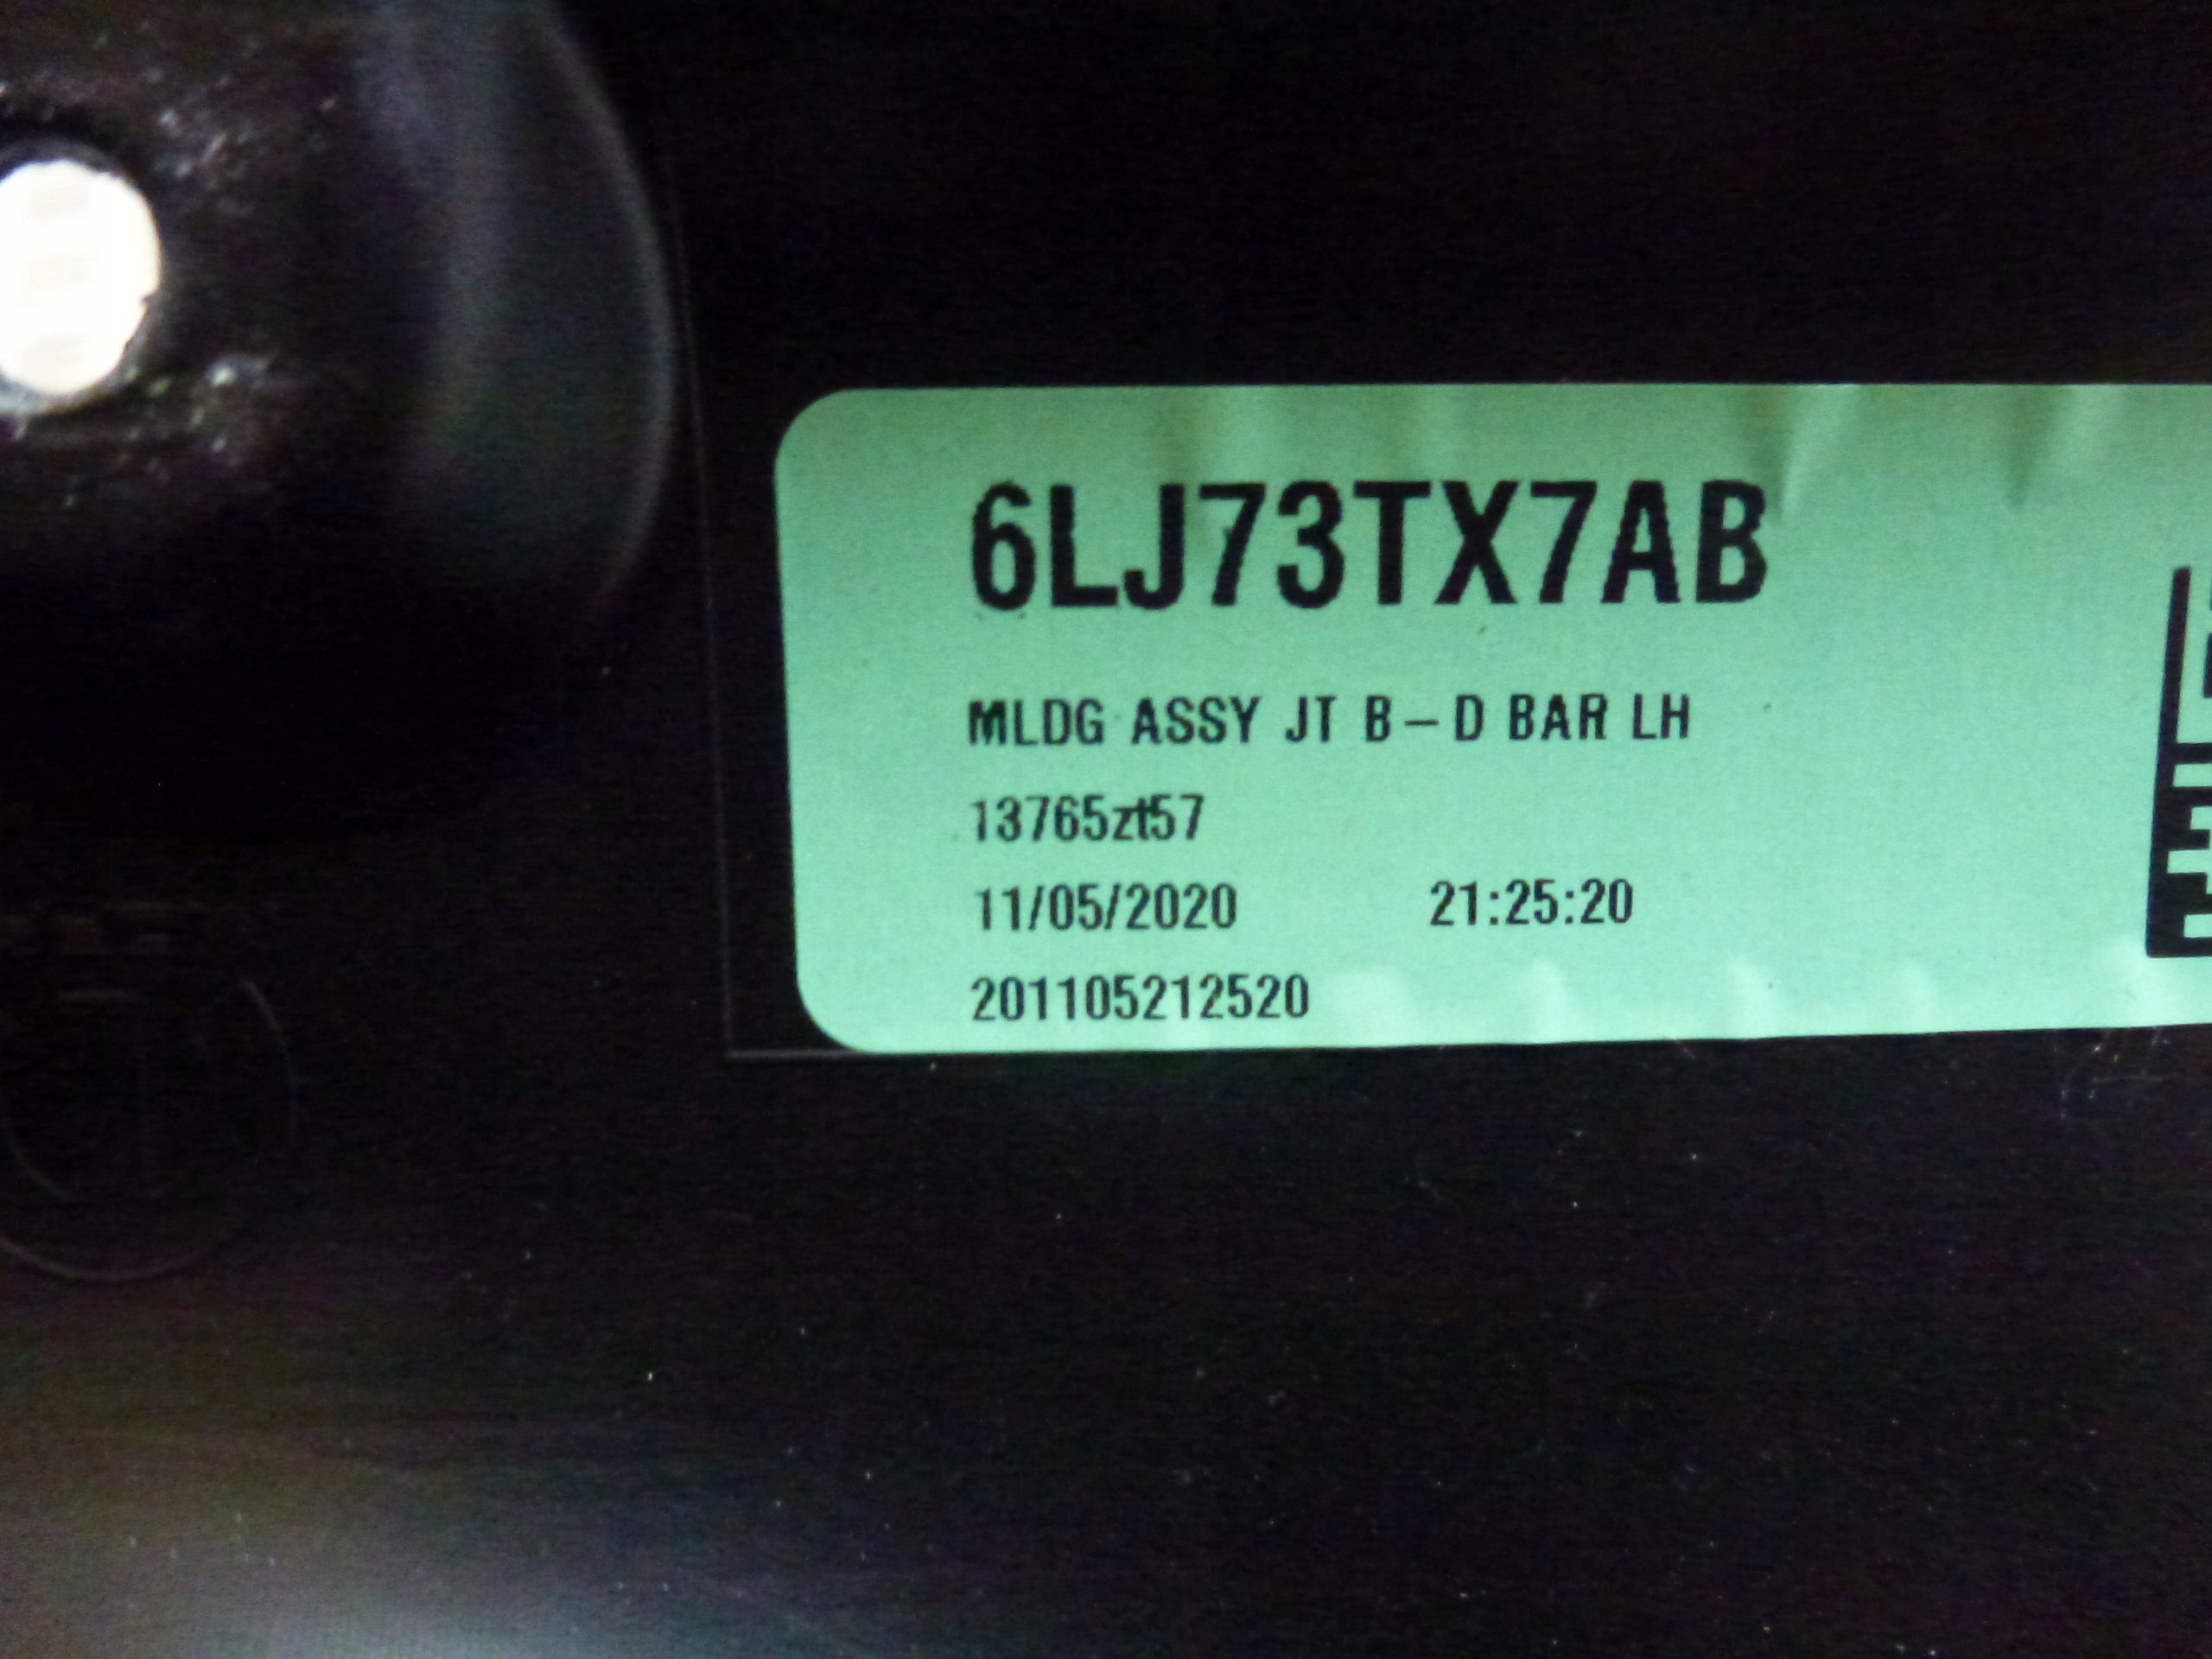 6LJ73TX7AB
MLDG ASSY JT B-D BAR LH
13765zt57
11/05/2020 21:25:20
201105212520